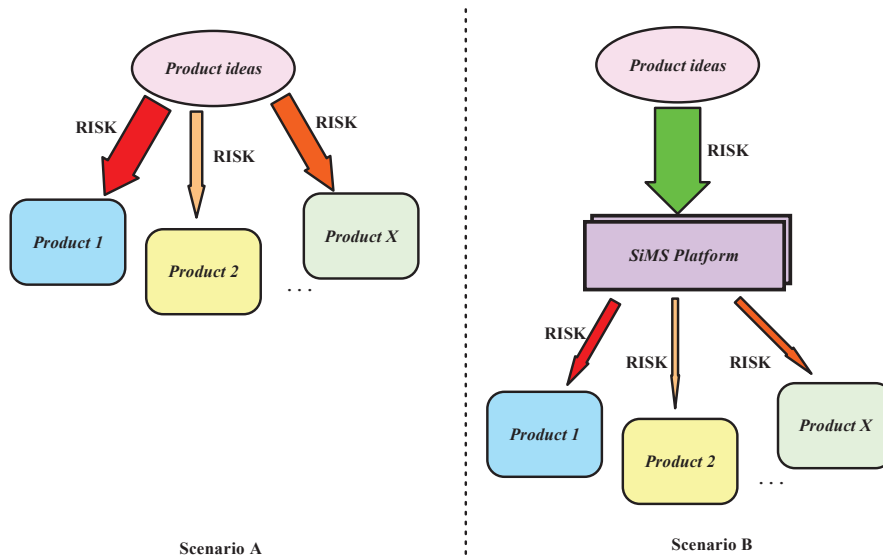 Product ideas
RISK
RISK
RISK
Product 1
Product 2
Product X
. . .
Scenario A
Product ideas
RISK
SiMS Platform
RISK
RISK
RISK
Product 1
Product 2
Product X
. . .
Scenario B